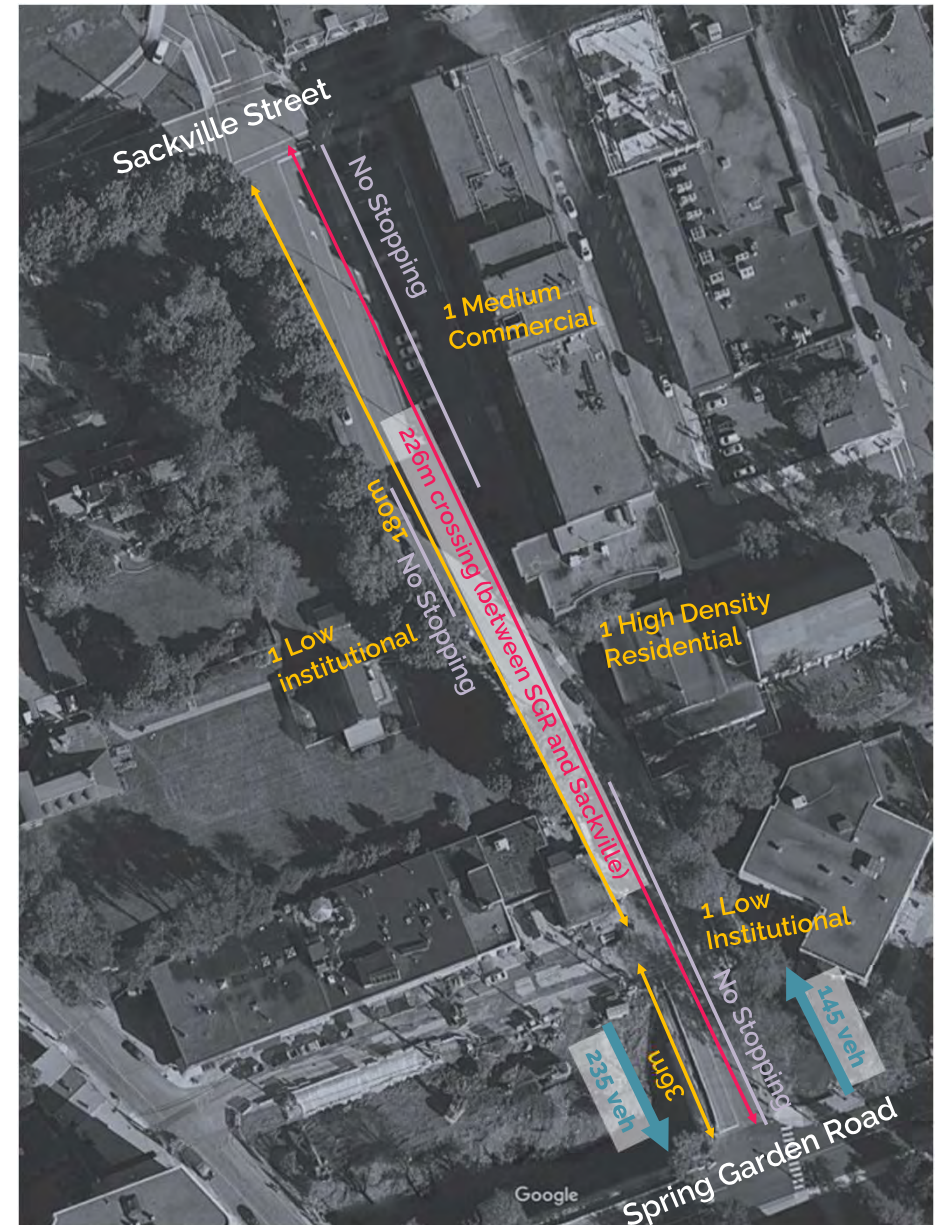 Sackville Street
No Stopping
1 Medium
Commercial
226m crossing (between SGR and Sackville)
180m
No Stopping
1 Low
institutional
1 High Density
Residential
1 Low
Institutional
No Stopping
145 veh
235 veh
36m
Spring Garden Road
Google